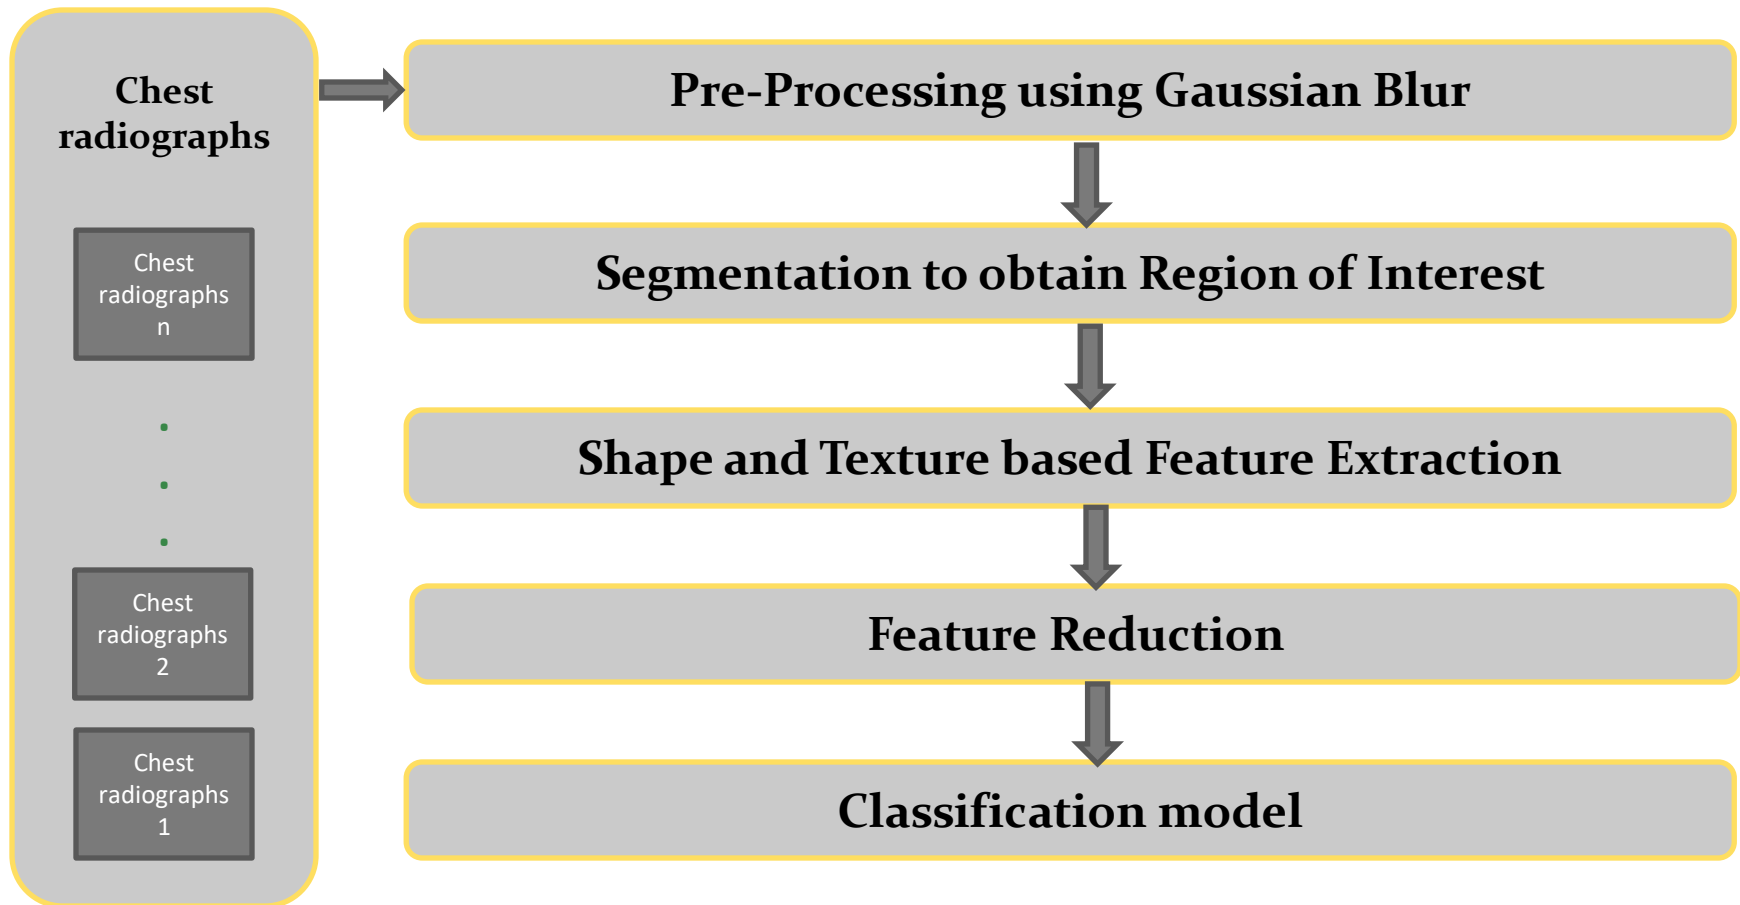 Chest
radiographs
Chest
radiographs
n
.
.
.
Chest
radiographs
2
Chest
radiographs
1
Pre-Processing using Gaussian Blur
Segmentation to obtain Region of Interest
Shape and Texture based Feature Extraction
Feature Reduction
Classification model